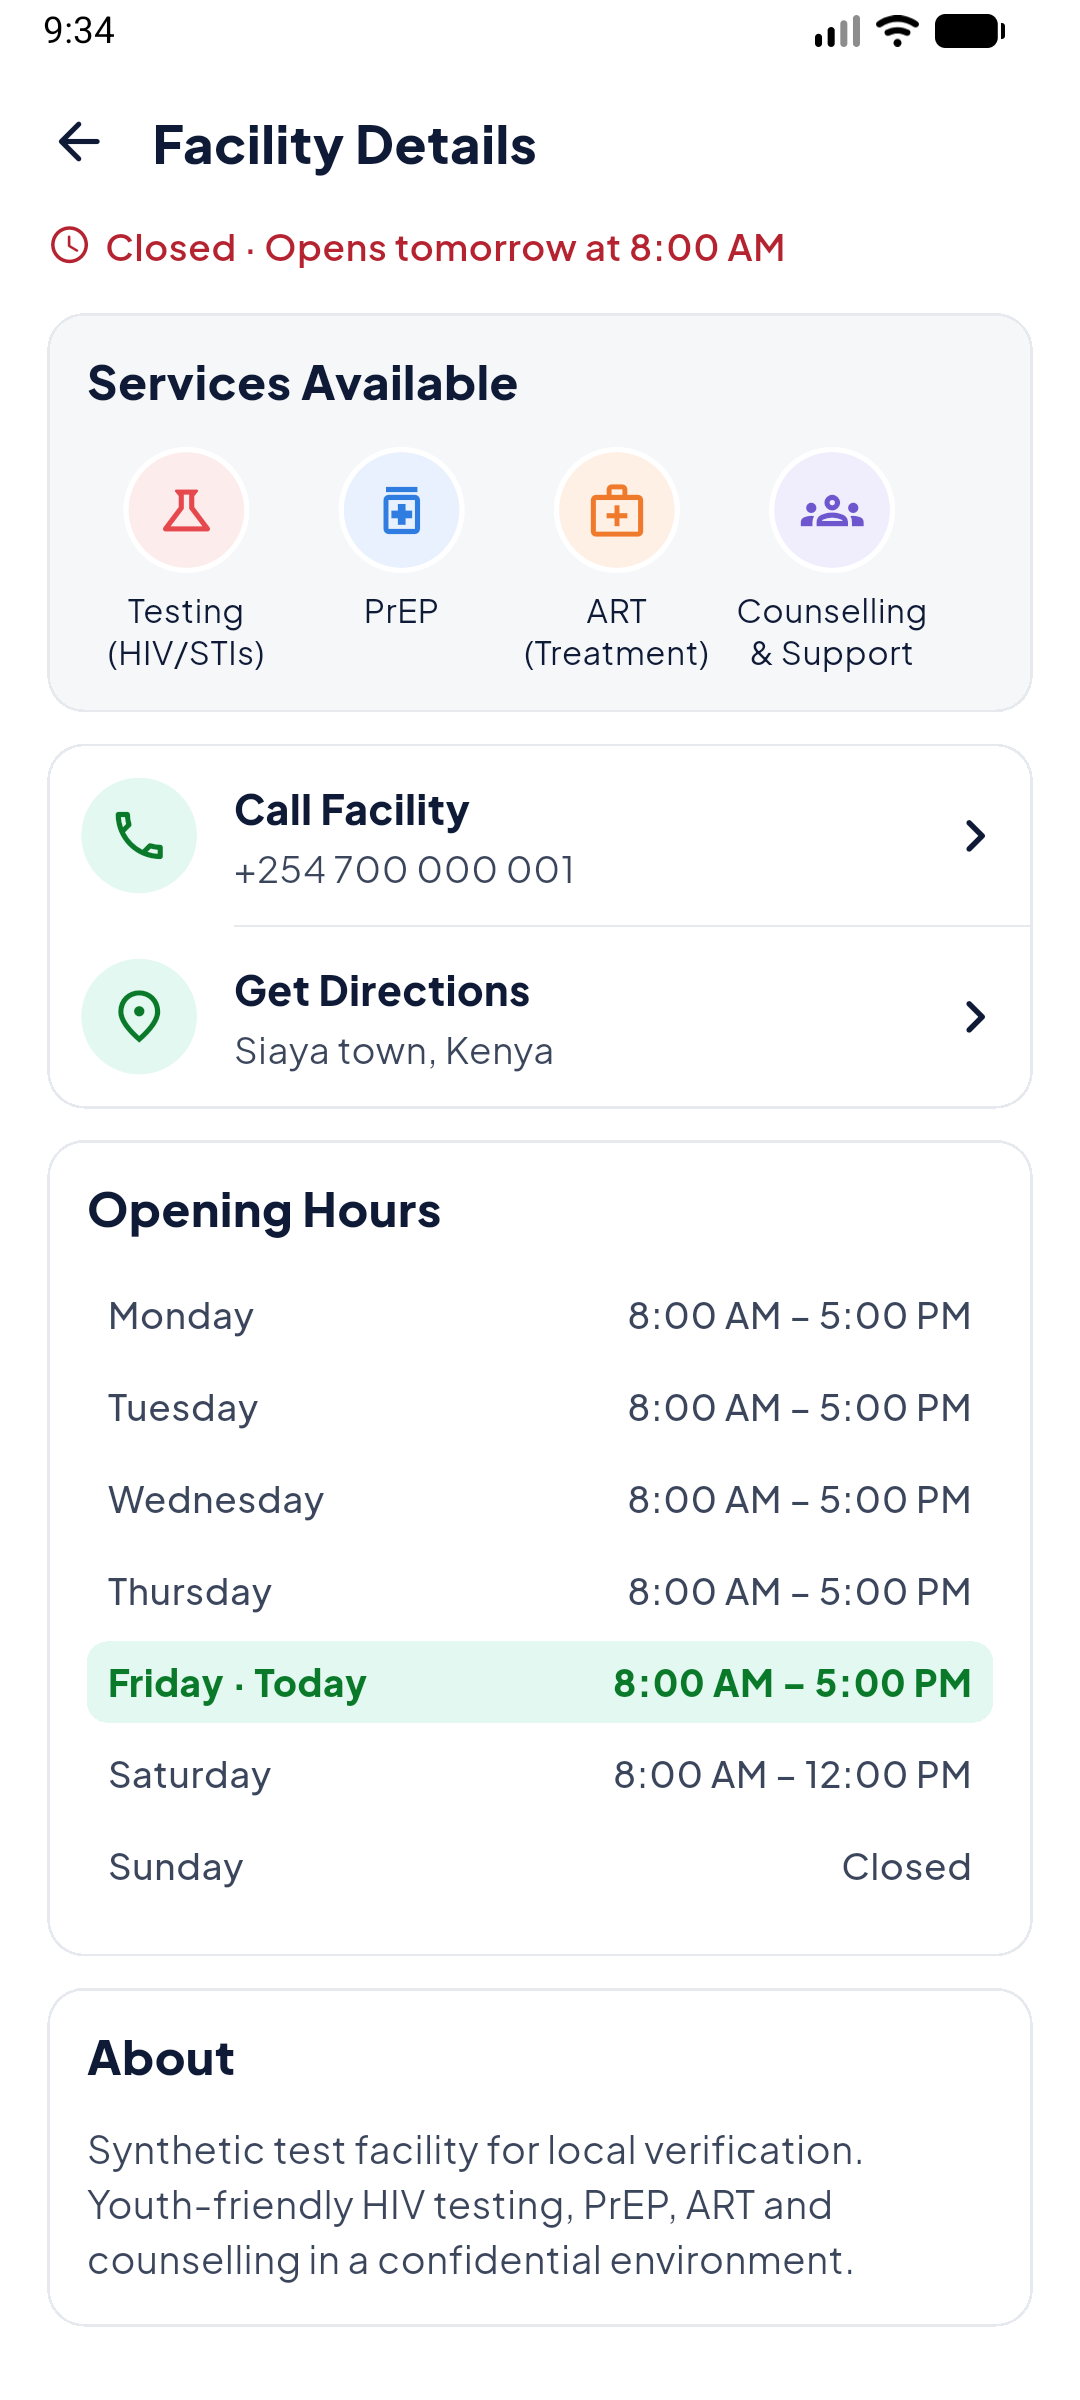 9:34
Facility Details
Closed · Opens tomorrow at 8:00 AM
Services Available
Testing
(HIV/STIs)
PrEP
ART
(Treatment)
Counselling
& Support
Call Facility
+254 700 000 001
Get Directions
Siaya town, Kenya
Opening Hours
Monday 8:00 AM – 5:00 PM
Tuesday 8:00 AM – 5:00 PM
Wednesday 8:00 AM – 5:00 PM
Thursday 8:00 AM – 5:00 PM
Friday · Today 8:00 AM – 5:00 PM
Saturday 8:00 AM – 12:00 PM
Sunday Closed
About
Synthetic test facility for local verification.
Youth-friendly HIV testing, PrEP, ART and
counselling in a confidential environment.